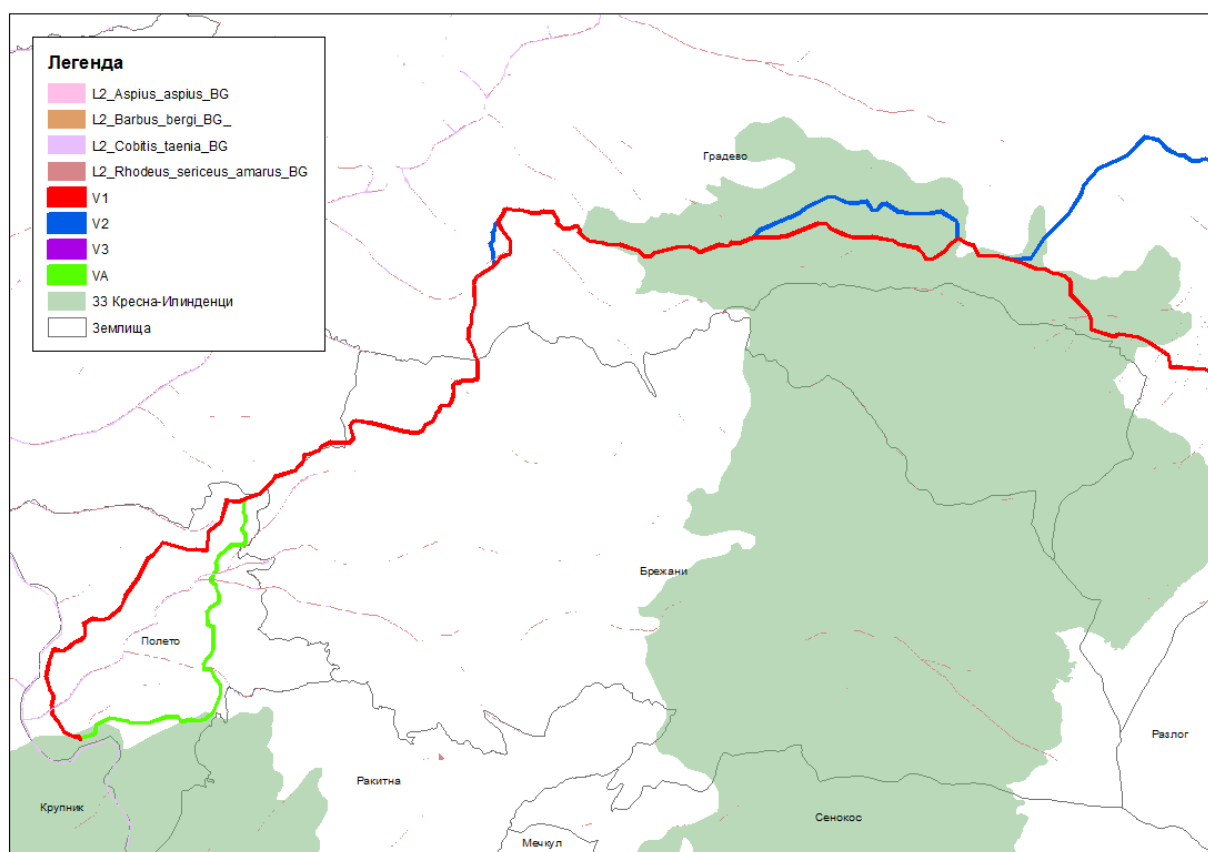 Легенда
L2_Aspius_aspius_BG
L2_Barbus_bergi_BG_
L2_Cobitis_taenia_BG
L2_Rhodeus_sericeus_amarus_BG
V1
V2
V3
VA
33 Кресна-Илинденци
Землища
Градево
Брежани
Полето
Разлог
Ракитна
Крупник
Сенокос
Мечкул